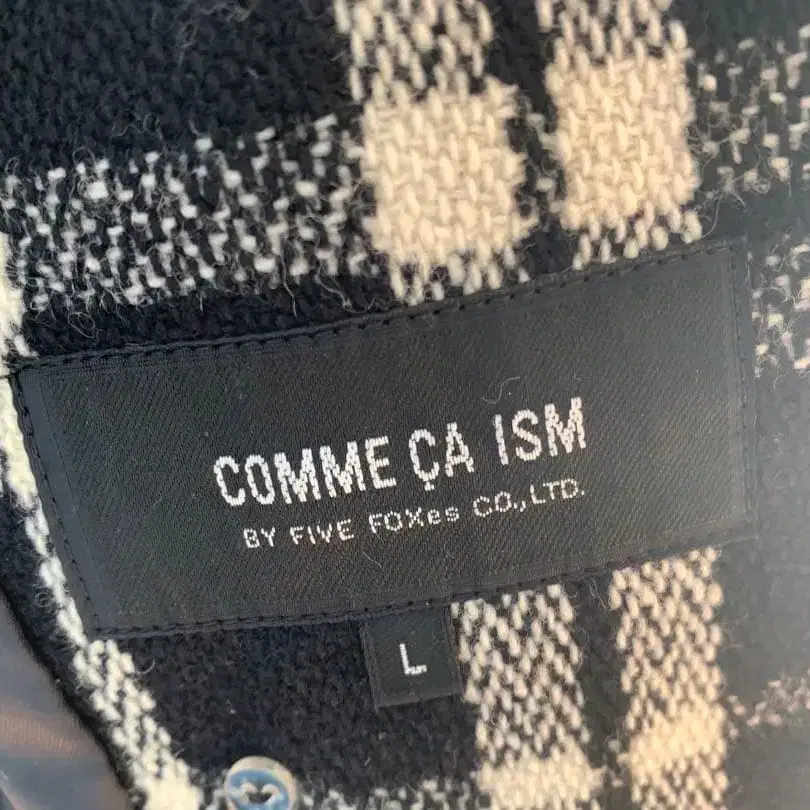 COMME ÇA ISM
BY FIVE FOXes CO.,LTD.
L